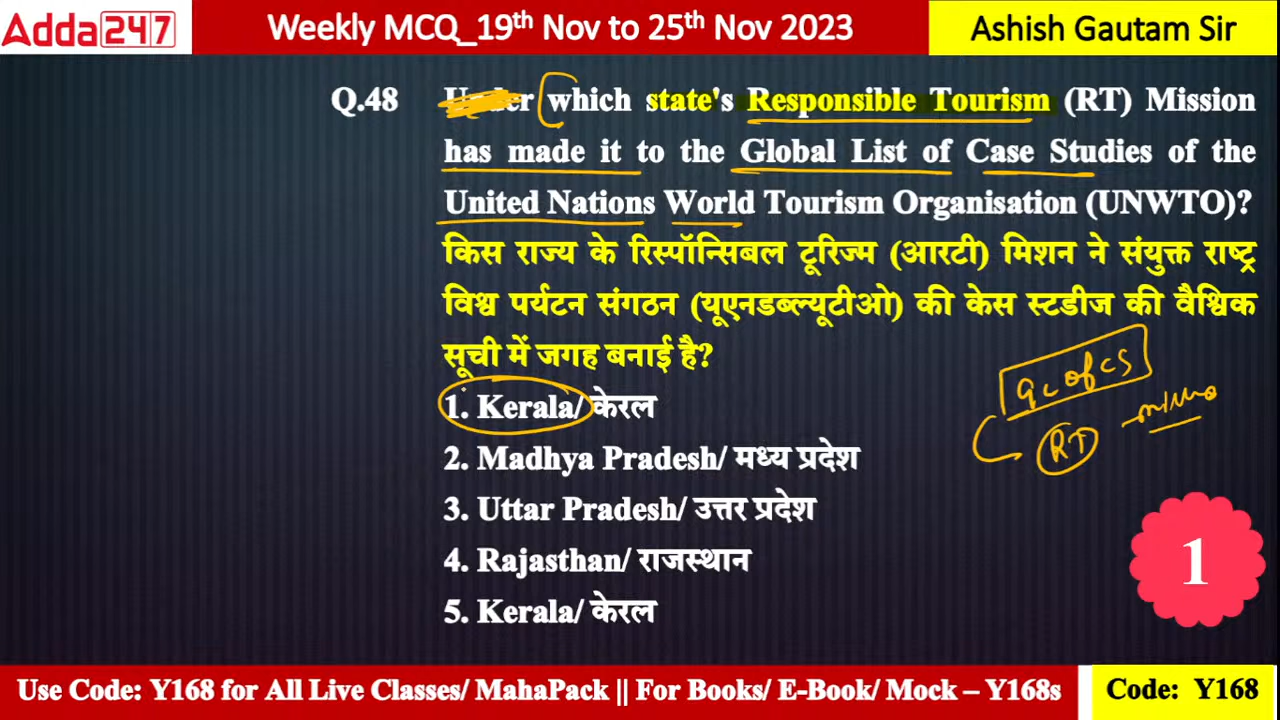 Adda247
Weekly MCQ_19th Nov to 25th Nov 2023
Ashish Gautam Sir
Q.48 Under which state's Responsible Tourism (RT) Mission
has made it to the Global List of Case Studies of the
United Nations World Tourism Organisation (UNWTO)?
किस राज्य के रिस्पॉन्सिबल टूरिज्म (आरटी) मिशन ने संयुक्त राष्ट्र
विश्व पर्यटन संगठन (यूएनडब्ल्यूटीओ) की केस स्टडीज की वैश्विक
सूची में जगह बनाई है?
1. Kerala/ केरल
2. Madhya Pradesh/ मध्य प्रदेश
3. Uttar Pradesh/ उत्तर प्रदेश
4. Rajasthan/ राजस्थान
5. Kerala/ केरल
GL of CS
RT
1
Use Code: Y168 for All Live Classes/ MahaPack || For Books/ E-Book/ Mock – Y168s
Code: Y168